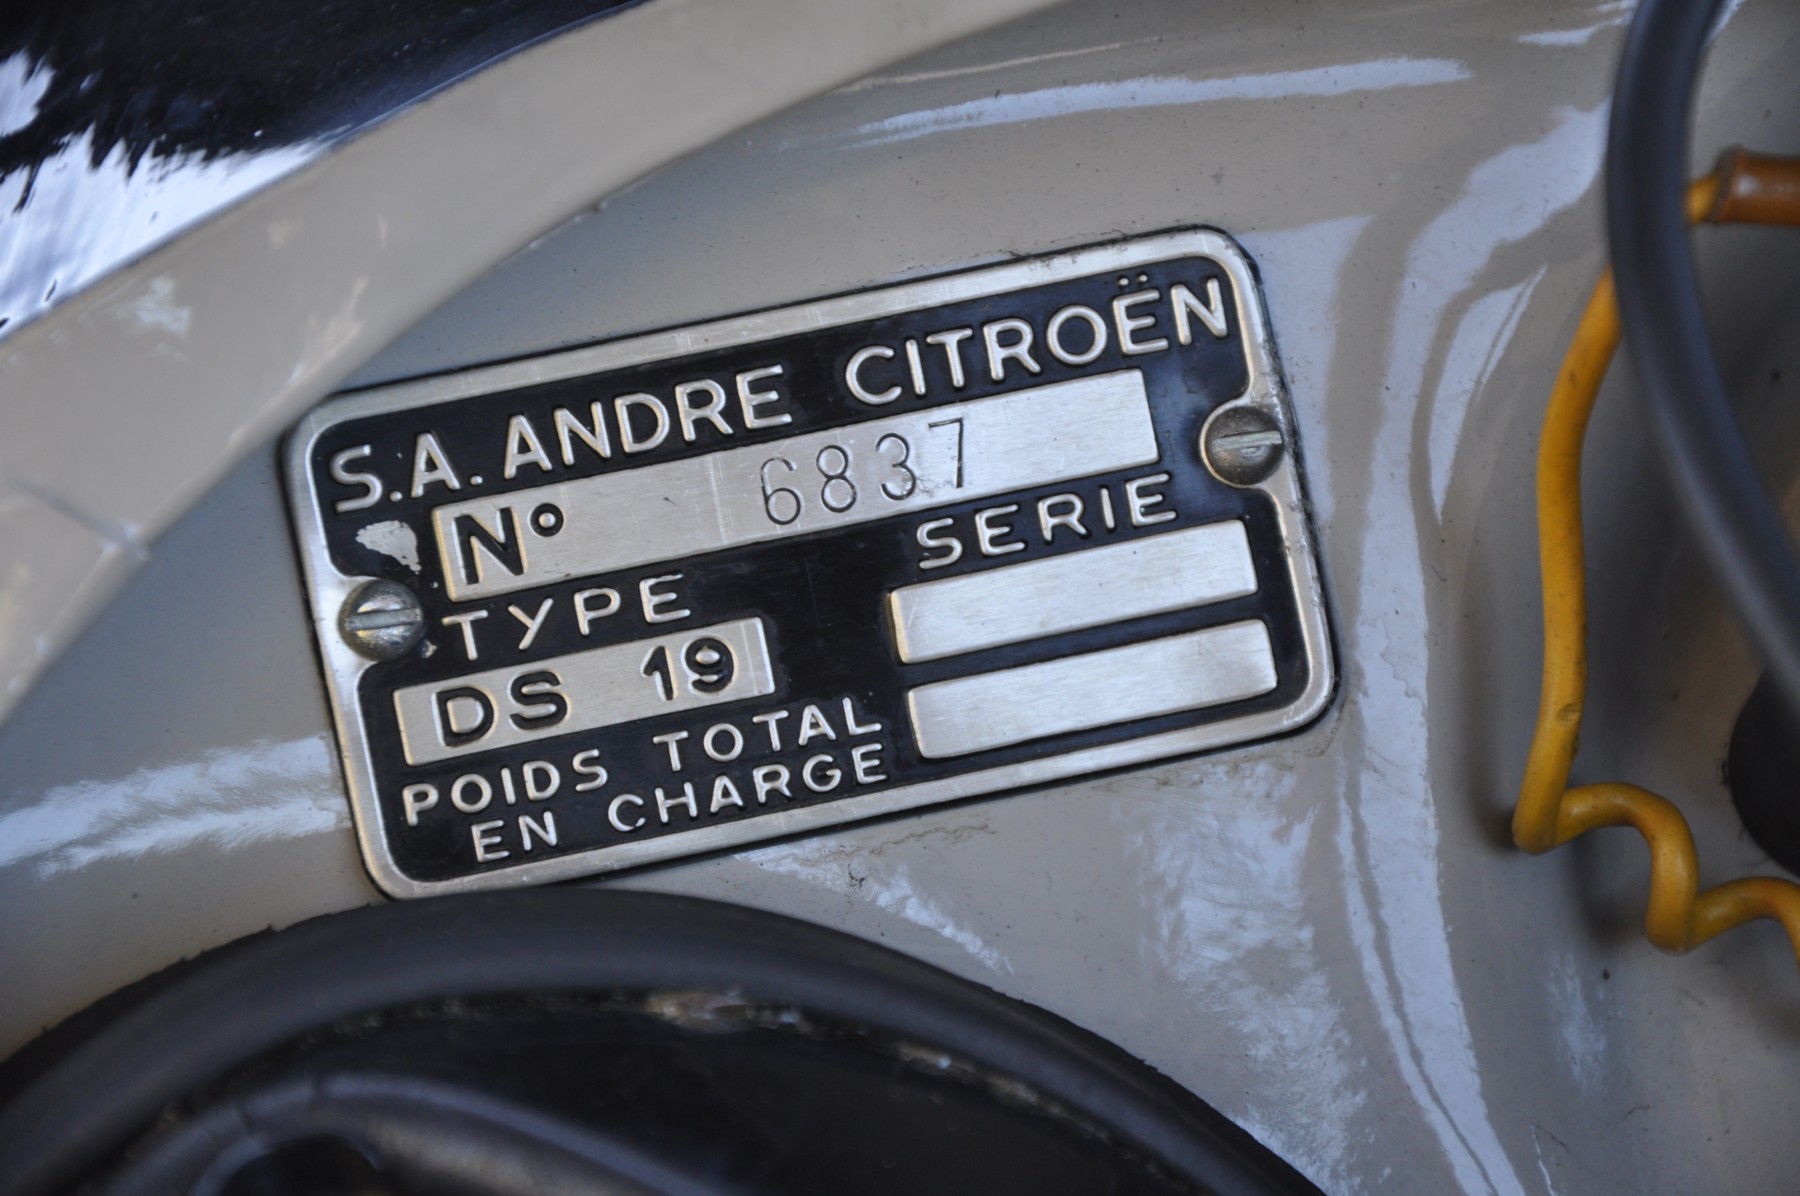 S.A. ANDRE CITROËN
N° 6837
TYPE SERIE
DS 19
POIDS TOTAL
EN CHARGE